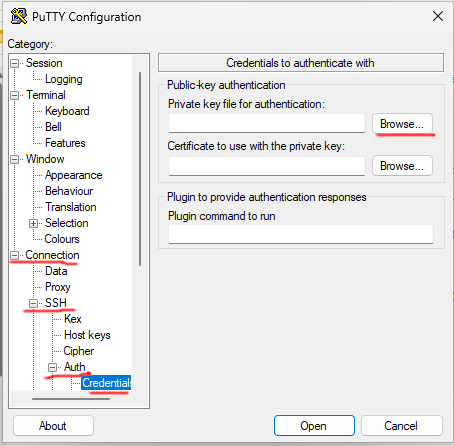 PuTTY Configuration
Category:
Session
Logging
Terminal
Keyboard
Bell
Features
Window
Appearance
Behaviour
Translation
Selection
Colours
Connection
Data
Proxy
SSH
Kex
Host keys
Cipher
Auth
Credentials
Credentials to authenticate with
Public-key authentication
Private key file for authentication:
Browse...
Certificate to use with the private key:
Browse...
Plugin to provide authentication responses
Plugin command to run
About
Open
Cancel